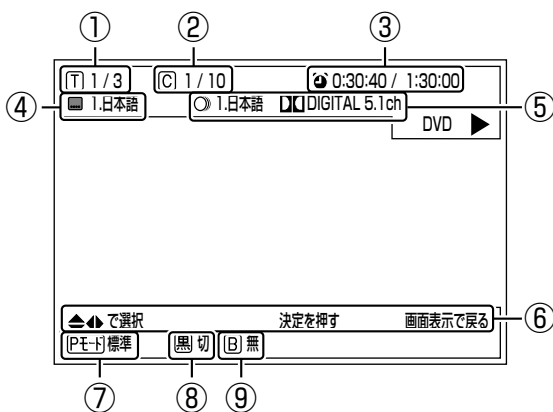 ① ② ③
T 1 / 3 C 1 / 10 0:30:40 / 1:30:00
④ 1.日本語 1.日本語 DIGITAL 5.1ch ⑤
DVD ▶
▲◀▶ で選択 決定を押す 画面表示で戻る ⑥
Pモード 標準 黒 切 B 無
⑦ ⑧ ⑨